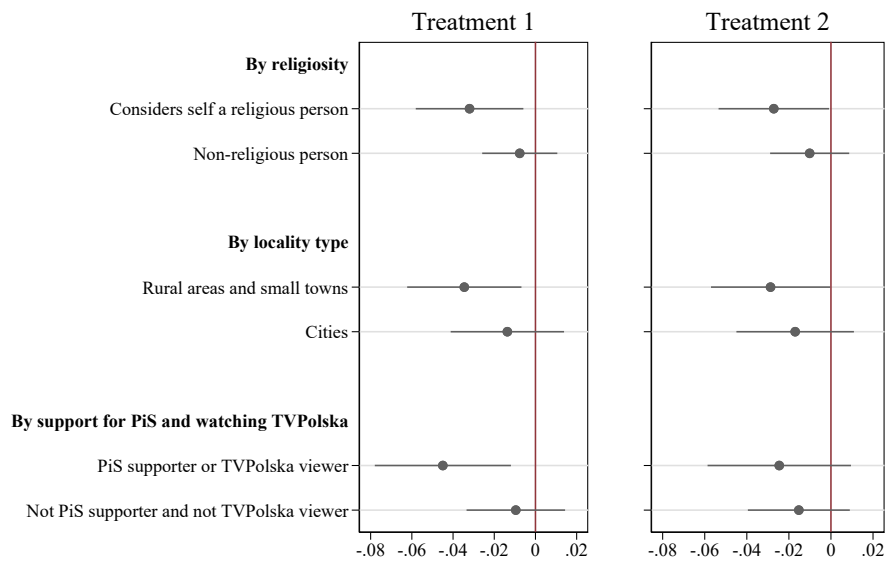 Treatment 1 Treatment 2
By religiosity
Considers self a religious person
Non-religious person
By locality type
Rural areas and small towns
Cities
By support for PiS and watching TVPolska
PiS supporter or TVPolska viewer
Not PiS supporter and not TVPolska viewer
-.08 -.06 -.04 -.02 0 .02 -.08 -.06 -.04 -.02 0 .02